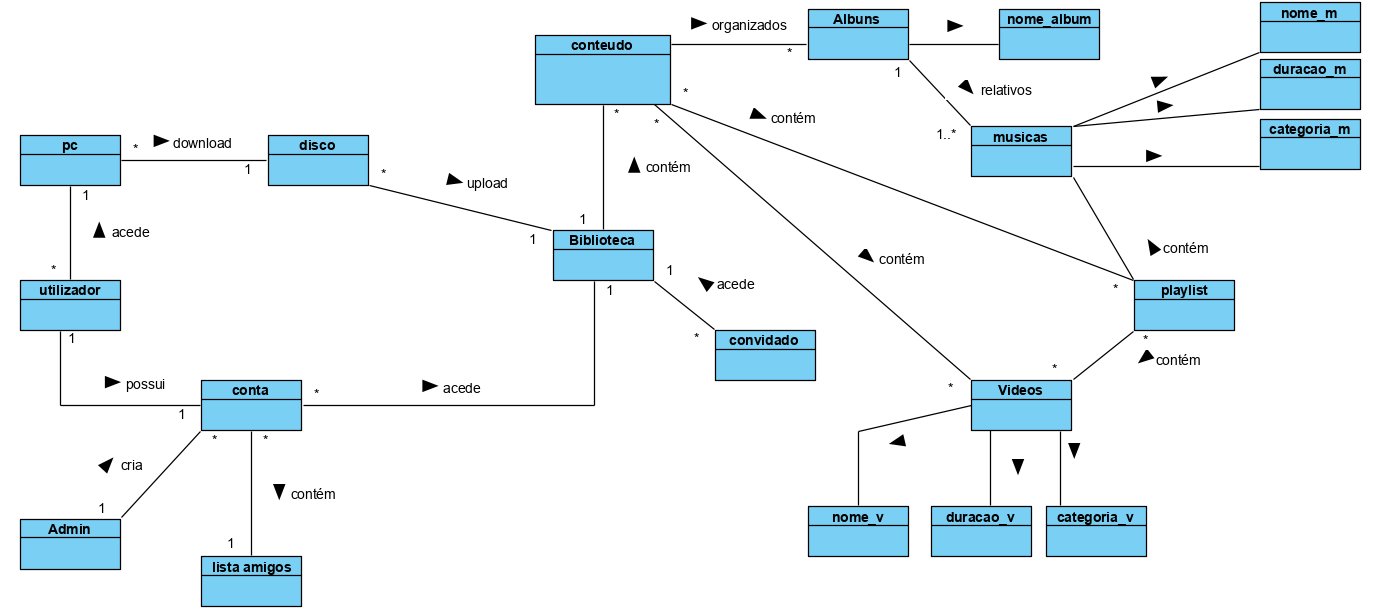 Albuns
nome_album
nome_m
organizados
*
conteudo
1
duracao_m
relativos
*
contém
1..*
musicas
categoria_m
*
*
pc
*
download
1
disco
*
upload
contém
1
acede
1
1
Biblioteca
1
1
acede
contém
contém
*
utilizador
1
*
convidado
*
playlist
*
contém
*
possui
1
conta
*
acede
*
Videos
*
*
cria
1
contém
Admin
1
lista amigos
nome_v
duracao_v
categoria_v